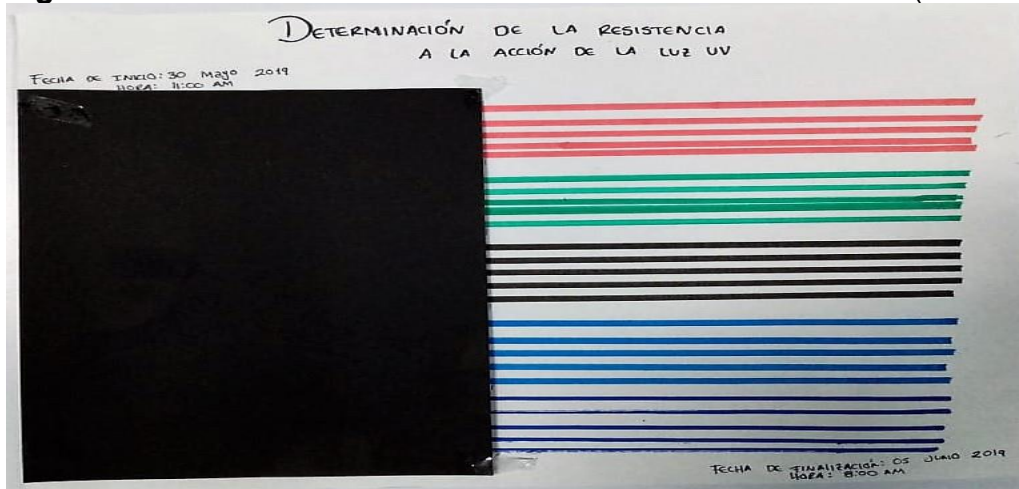 DETERMINACIÓN DE LA RESISTENCIA
A LA ACCIÓN DE LA LUZ UV
FECHA DE INICIO: 30 Mayo 2019
HORA: 11:00 AM
FECHA DE FINALIZACIÓN: 05 JUNIO 2019
HORA: 8:00 AM